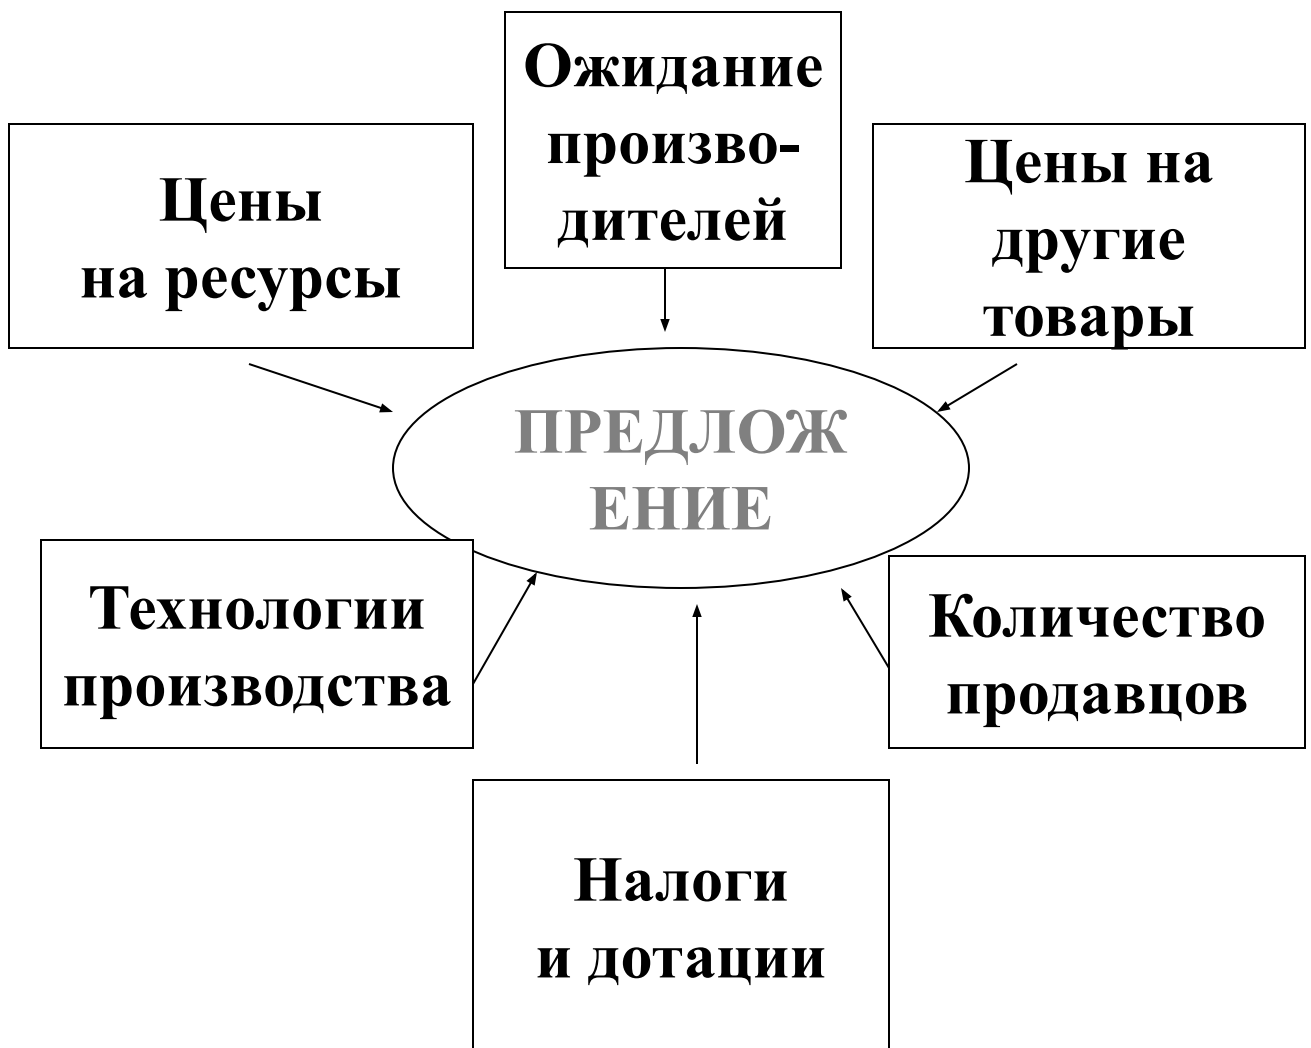 Ожидание
произво-
дителей
Цены
на ресурсы
Цены на
другие
товары
ПРЕДЛОЖ
ЕНИЕ
Технологии
производства
Количество
продавцов
Налоги
и дотации